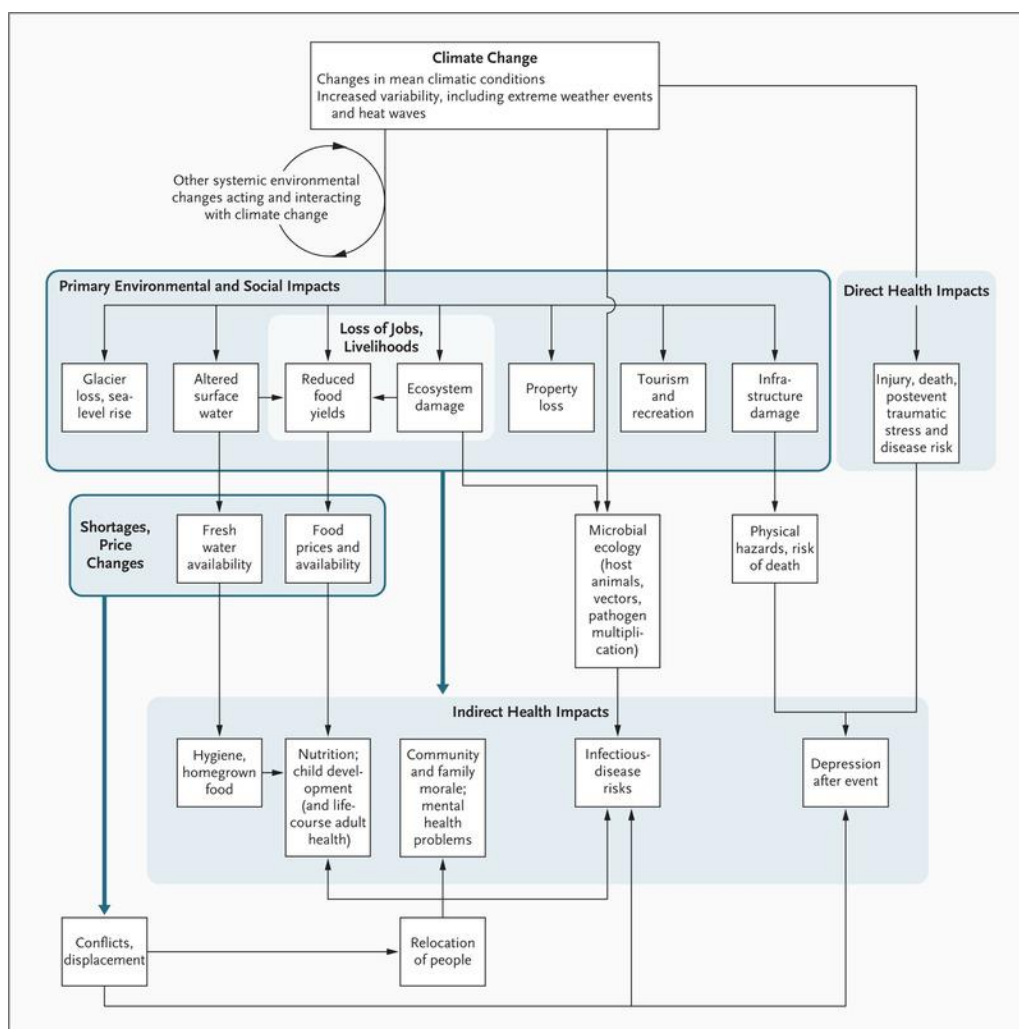 Climate Change
Changes in mean climatic conditions
Increased variability, including extreme weather events
and heat waves
Other systemic environmental
changes acting and interacting
with climate change
Primary Environmental and Social Impacts
Direct Health Impacts
Loss of Jobs,
Livelihoods
Glacier
loss, sea-
level rise
Altered
surface
water
Reduced
food
yields
Ecosystem
damage
Property
loss
Tourism
and
recreation
Infra-
structure
damage
Injury, death,
postevent
traumatic
stress and
disease risk
Shortages,
Price
Changes
Fresh
water
availability
Food
prices and
availability
Microbial
ecology
(host
animals,
vectors,
pathogen
multipli-
cation)
Physical
hazards, risk
of death
Indirect Health Impacts
Hygiene,
homegrown
food
Nutrition;
child devel-
opment
(and life-
course adult
health)
Community
and family
morale;
mental
health
problems
Infectious-
disease
risks
Depression
after event
Conflicts,
displacement
Relocation
of people